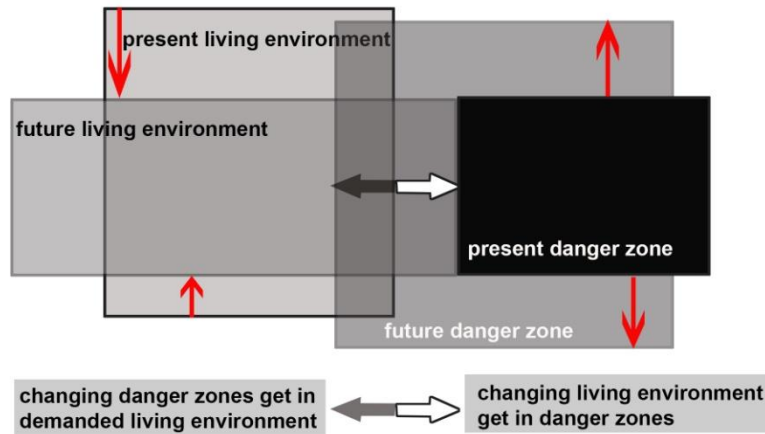 present living environment
future living environment
present danger zone
future danger zone
changing danger zones get in
demanded living environment
changing living environment
get in danger zones